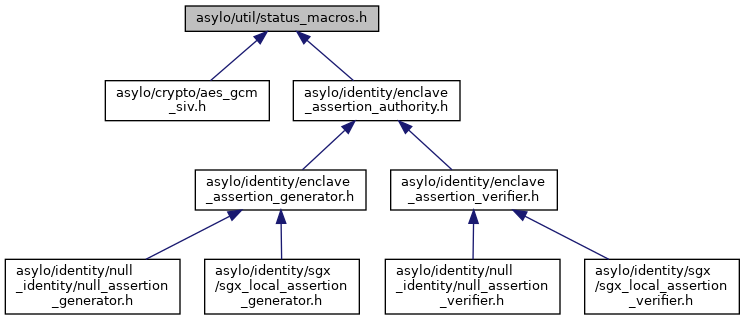 asylo/util/status_macros.h
asylo/crypto/aes_gcm
_siv.h
asylo/identity/enclave
_assertion_authority.h
asylo/identity/enclave
_assertion_generator.h
asylo/identity/enclave
_assertion_verifier.h
asylo/identity/null
_identity/null_assertion
_generator.h
asylo/identity/sgx
/sgx_local_assertion
_generator.h
asylo/identity/null
_identity/null_assertion
_verifier.h
asylo/identity/sgx
/sgx_local_assertion
_verifier.h